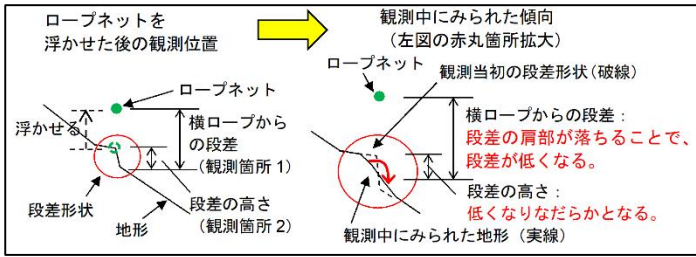 ロープネットを
浮かせた後の観測位置
ロープネット
浮かせる
横ロープから
の段差
(観測箇所1)
段差の高さ
(観測箇所2)
段差形状
地形
観測中にみられた傾向
(左図の赤丸箇所拡大)
ロープネット
観測当初の段差形状(破線)
横ロープからの段差:
段差の肩部が落ちることで、
段差が低くなる。
段差の高さ:
低くなりなだらかとなる。
観測中にみられた地形(実線)